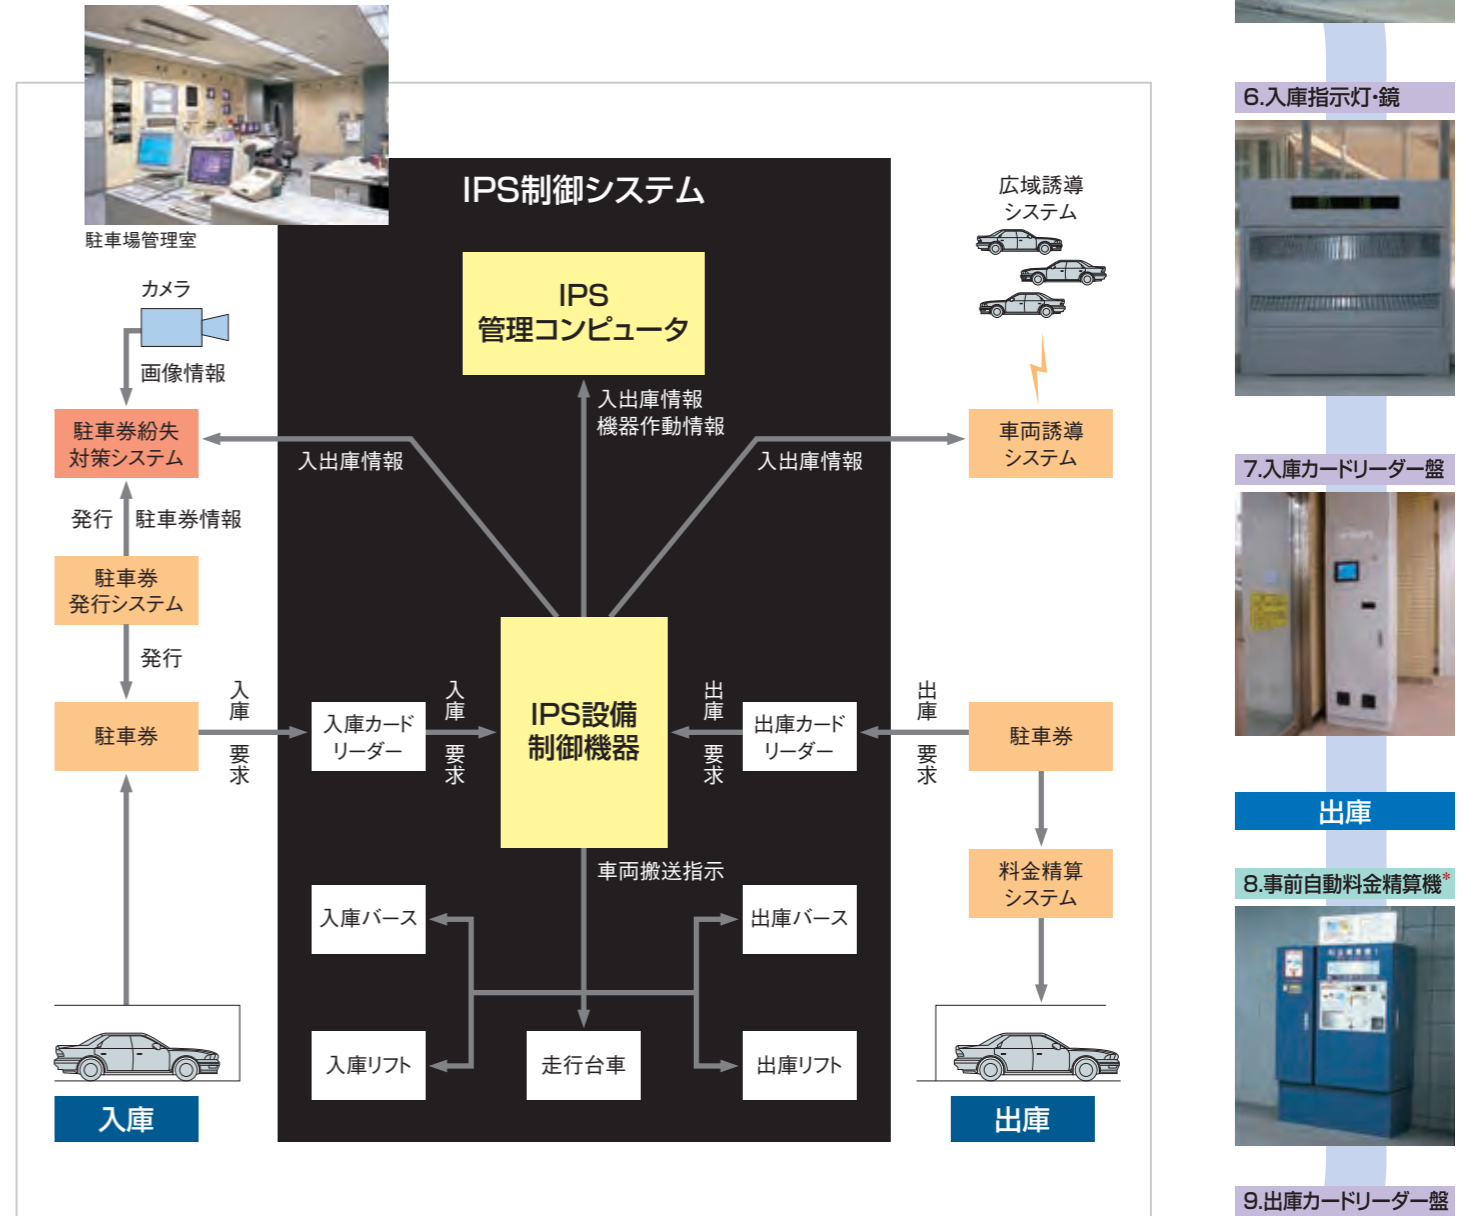 駐車場管理室
IPS制御システム
IPS
管理コンピュータ
広域誘導
システム
カメラ
画像情報
入出庫情報
機器作動情報
駐車券紛失
対策システム
入出庫情報
入出庫情報
車両誘導
システム
発行
駐車券情報
駐車券
発行システム
発行
駐車券
入庫
要求
入庫カード
リーダー
入庫
要求
IPS設備
制御機器
出庫
要求
出庫カード
リーダー
出庫
要求
駐車券
車両搬送指示
料金精算
システム
入庫バース
出庫バース
入庫リフト
走行台車
出庫リフト
入庫
出庫
6.入庫指示灯・鏡
7.入庫カードリーダー盤
出庫
8.事前自動料金精算機*
9.出庫カードリーダー盤